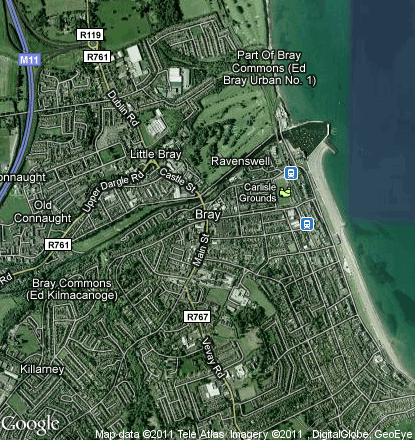 R119
R761
M11
Part Of Bray
Commons (Ed
Bray Urban No. 1)
Dublin Rd
Little Bray
Ravenswell
Castle St
Carlisle
Grounds
onnaught
Upper Dargle Rd
Old
Connaught
Bray
R761
Main St
Rd
Bray Commons
(Ed Kilmacanoge)
R767
Vevay Rd
Killarney
Google
Map data ©2011 Tele Atlas Imagery ©2011 , DigitalGlobe, GeoEye